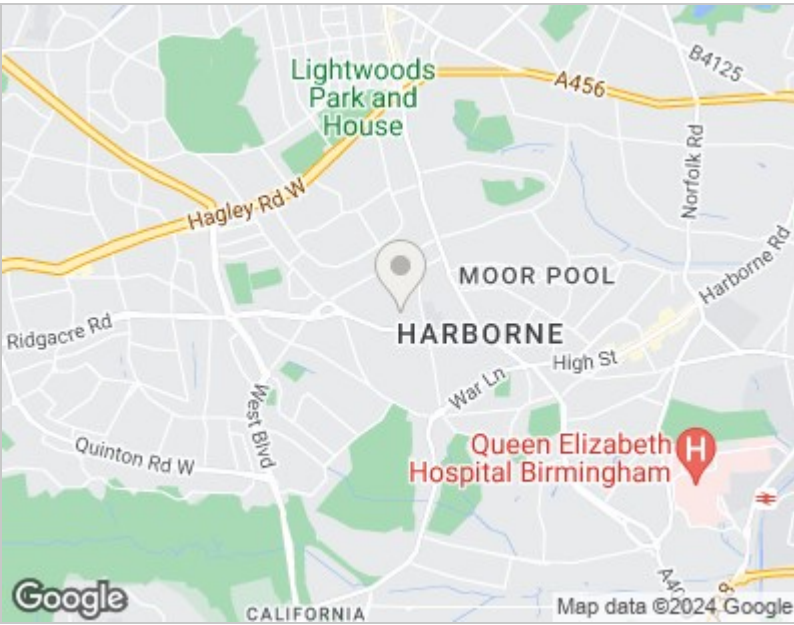 Lightwoods
Park and
House
A456
B4125
Norfolk Rd
Hagley Rd W
Harborne Rd
MOOR POOL
Ridgacre Rd
HARBORNE
High St
War Ln
West Blvd
Quinton Rd W
Queen Elizabeth
Hospital Birmingham
H
CALIFORNIA
Google
Map data ©2024 Google